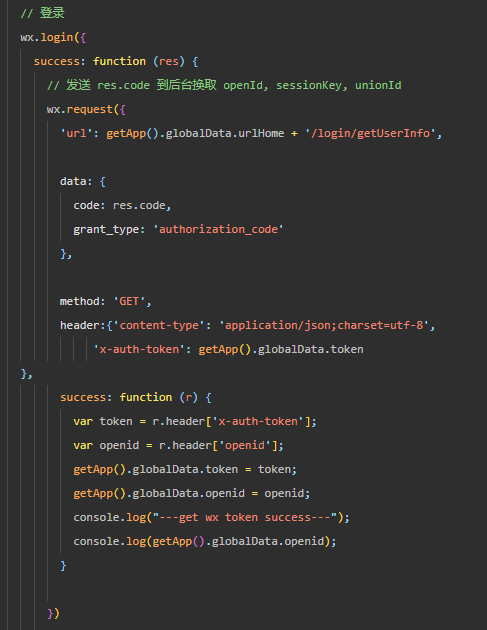 // 登录
wx.login({
success: function (res) {
// 发送 res.code 到后台换取 openId, sessionKey, unionId
wx.request({
'url': getApp().globalData.urlHome + '/login/getUserInfo',
data: {
code: res.code,
grant_type: 'authorization_code'
},
method: 'GET',
header:{'content-type': 'application/json;charset=utf-8',
'x-auth-token': getApp().globalData.token
},
success: function (r) {
var token = r.header['x-auth-token'];
var openid = r.header['openid'];
getApp().globalData.token = token;
getApp().globalData.openid = openid;
console.log("---get wx token success---");
console.log(getApp().globalData.openid);
}
})